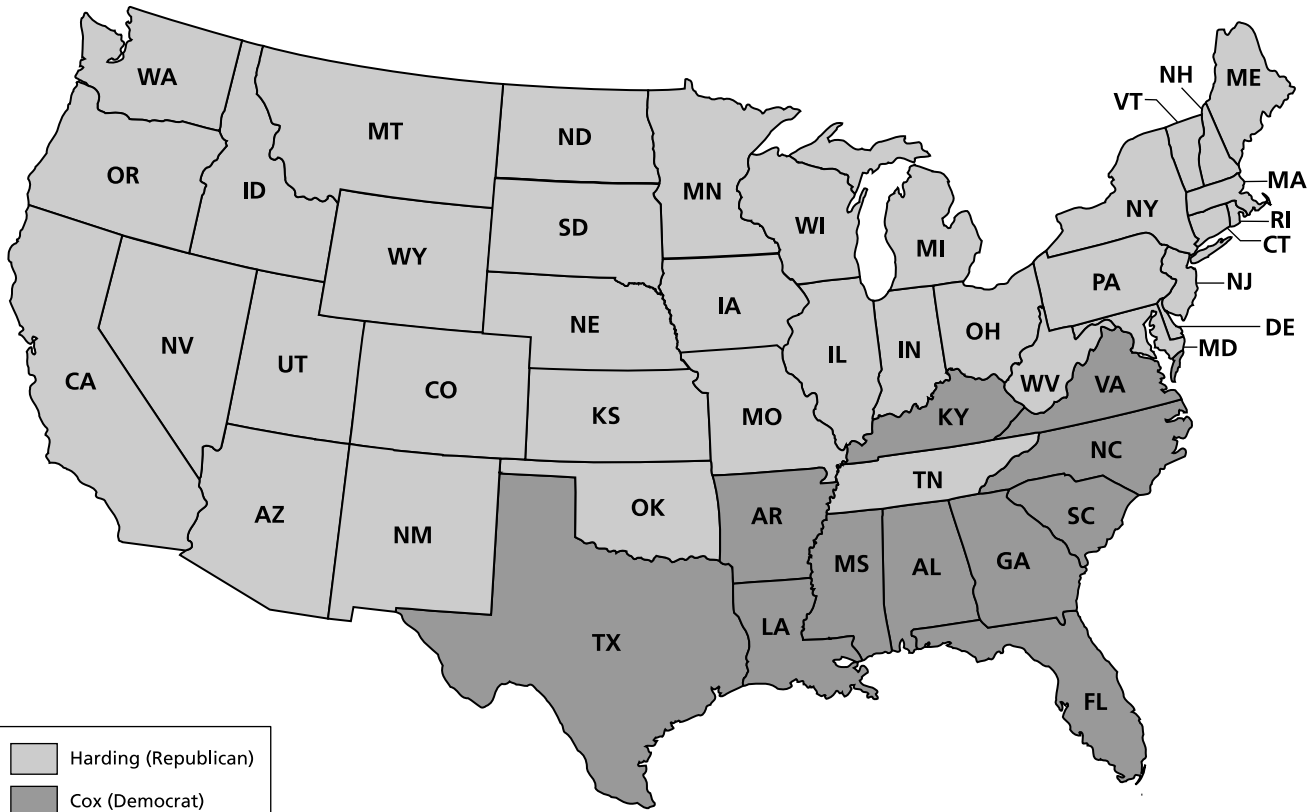 NH
ME
VT
WA
MT
ND
MN
OR
ID
SD
WI
NY
MA
RI
CT
WY
MI
PA
NJ
IA
NE
OH
DE
MD
NV
UT
CO
IL
IN
WV
VA
CA
KS
MO
KY
NC
TN
AZ
NM
OK
AR
SC
MS
AL
GA
TX
LA
FL
Harding (Republican)
Cox (Democrat)